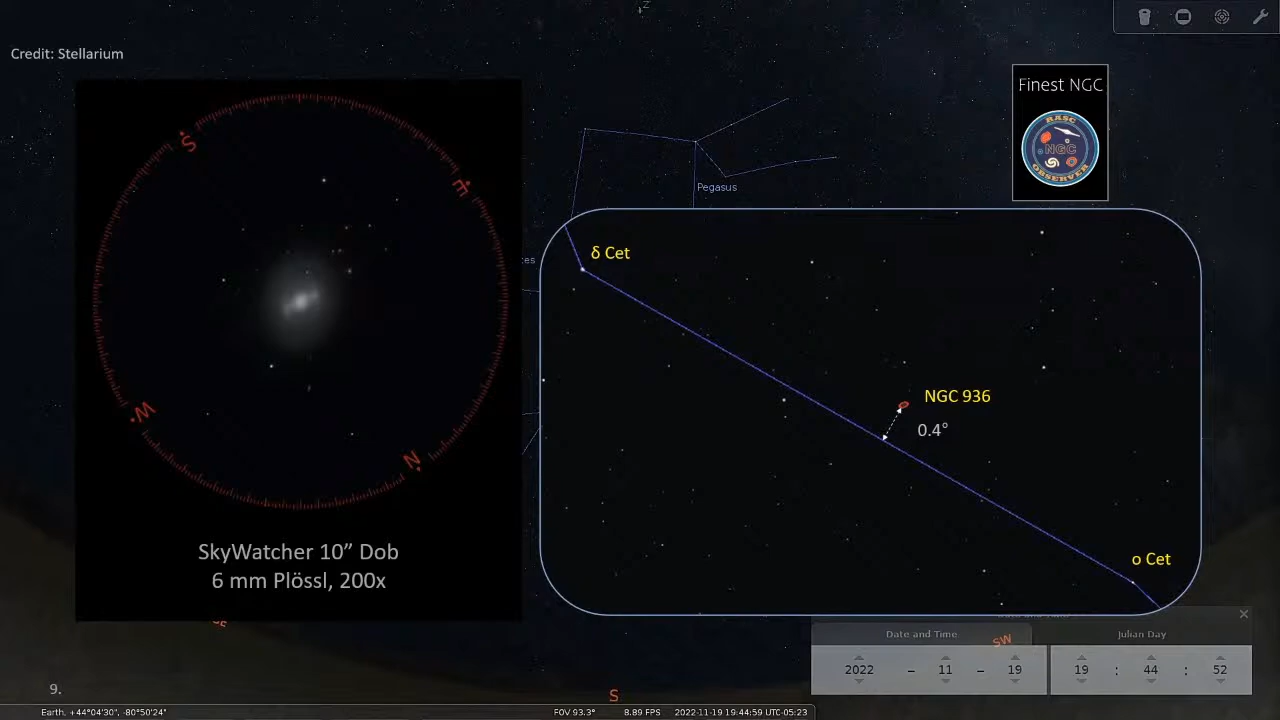 Z
Credit: Stellarium
Finest NGC
RASC
NGC
OBSERVER
S
E
Pegasus
δ Cet
NGC 936
0.4°
W
N
ο Cet
SkyWatcher 10” Dob
6 mm Plössl, 200x
SE
Date and Time
Julian Day
SW
2022 – 11 – 19
19 : 44 : 52
9.
S
Earth, +44°04'30", -80°50'24"
FOV 93.3°
8.89 FPS
2022-11-19 19:44:59 UTC-05:23